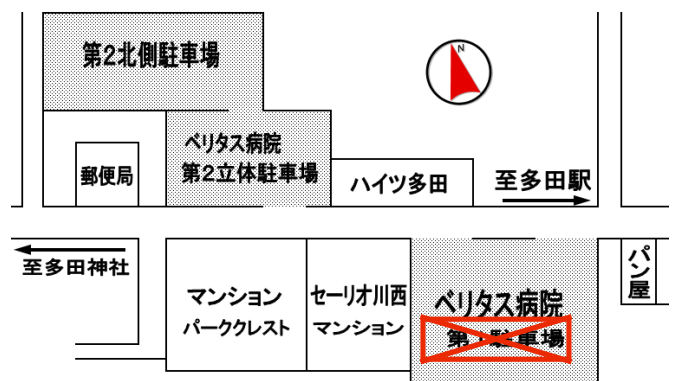 第2北側駐車場
N
ベリタス病院
第2立体駐車場
郵便局
ハイツ多田
至多田駅
至多田神社
マンション
パーククレスト
セーリオ川西
マンション
ベリタス病院
第1駐車場
パン屋